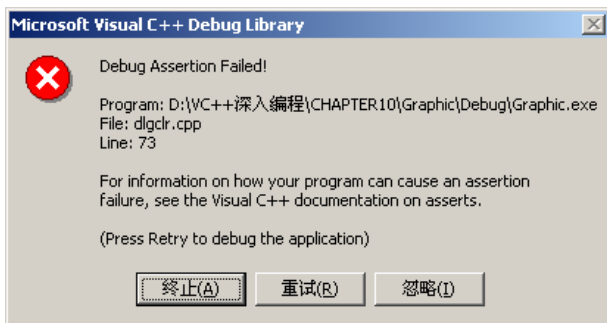 Microsoft Visual C++ Debug Library
Debug Assertion Failed!
Program: D:\VC++深入编程\CHAPTER10\Graphic\Debug\Graphic.exe
File: dlgclr.cpp
Line: 73
For information on how your program can cause an assertion
failure, see the Visual C++ documentation on asserts.
(Press Retry to debug the application)
终止(A) 重试(R) 忽略(I)